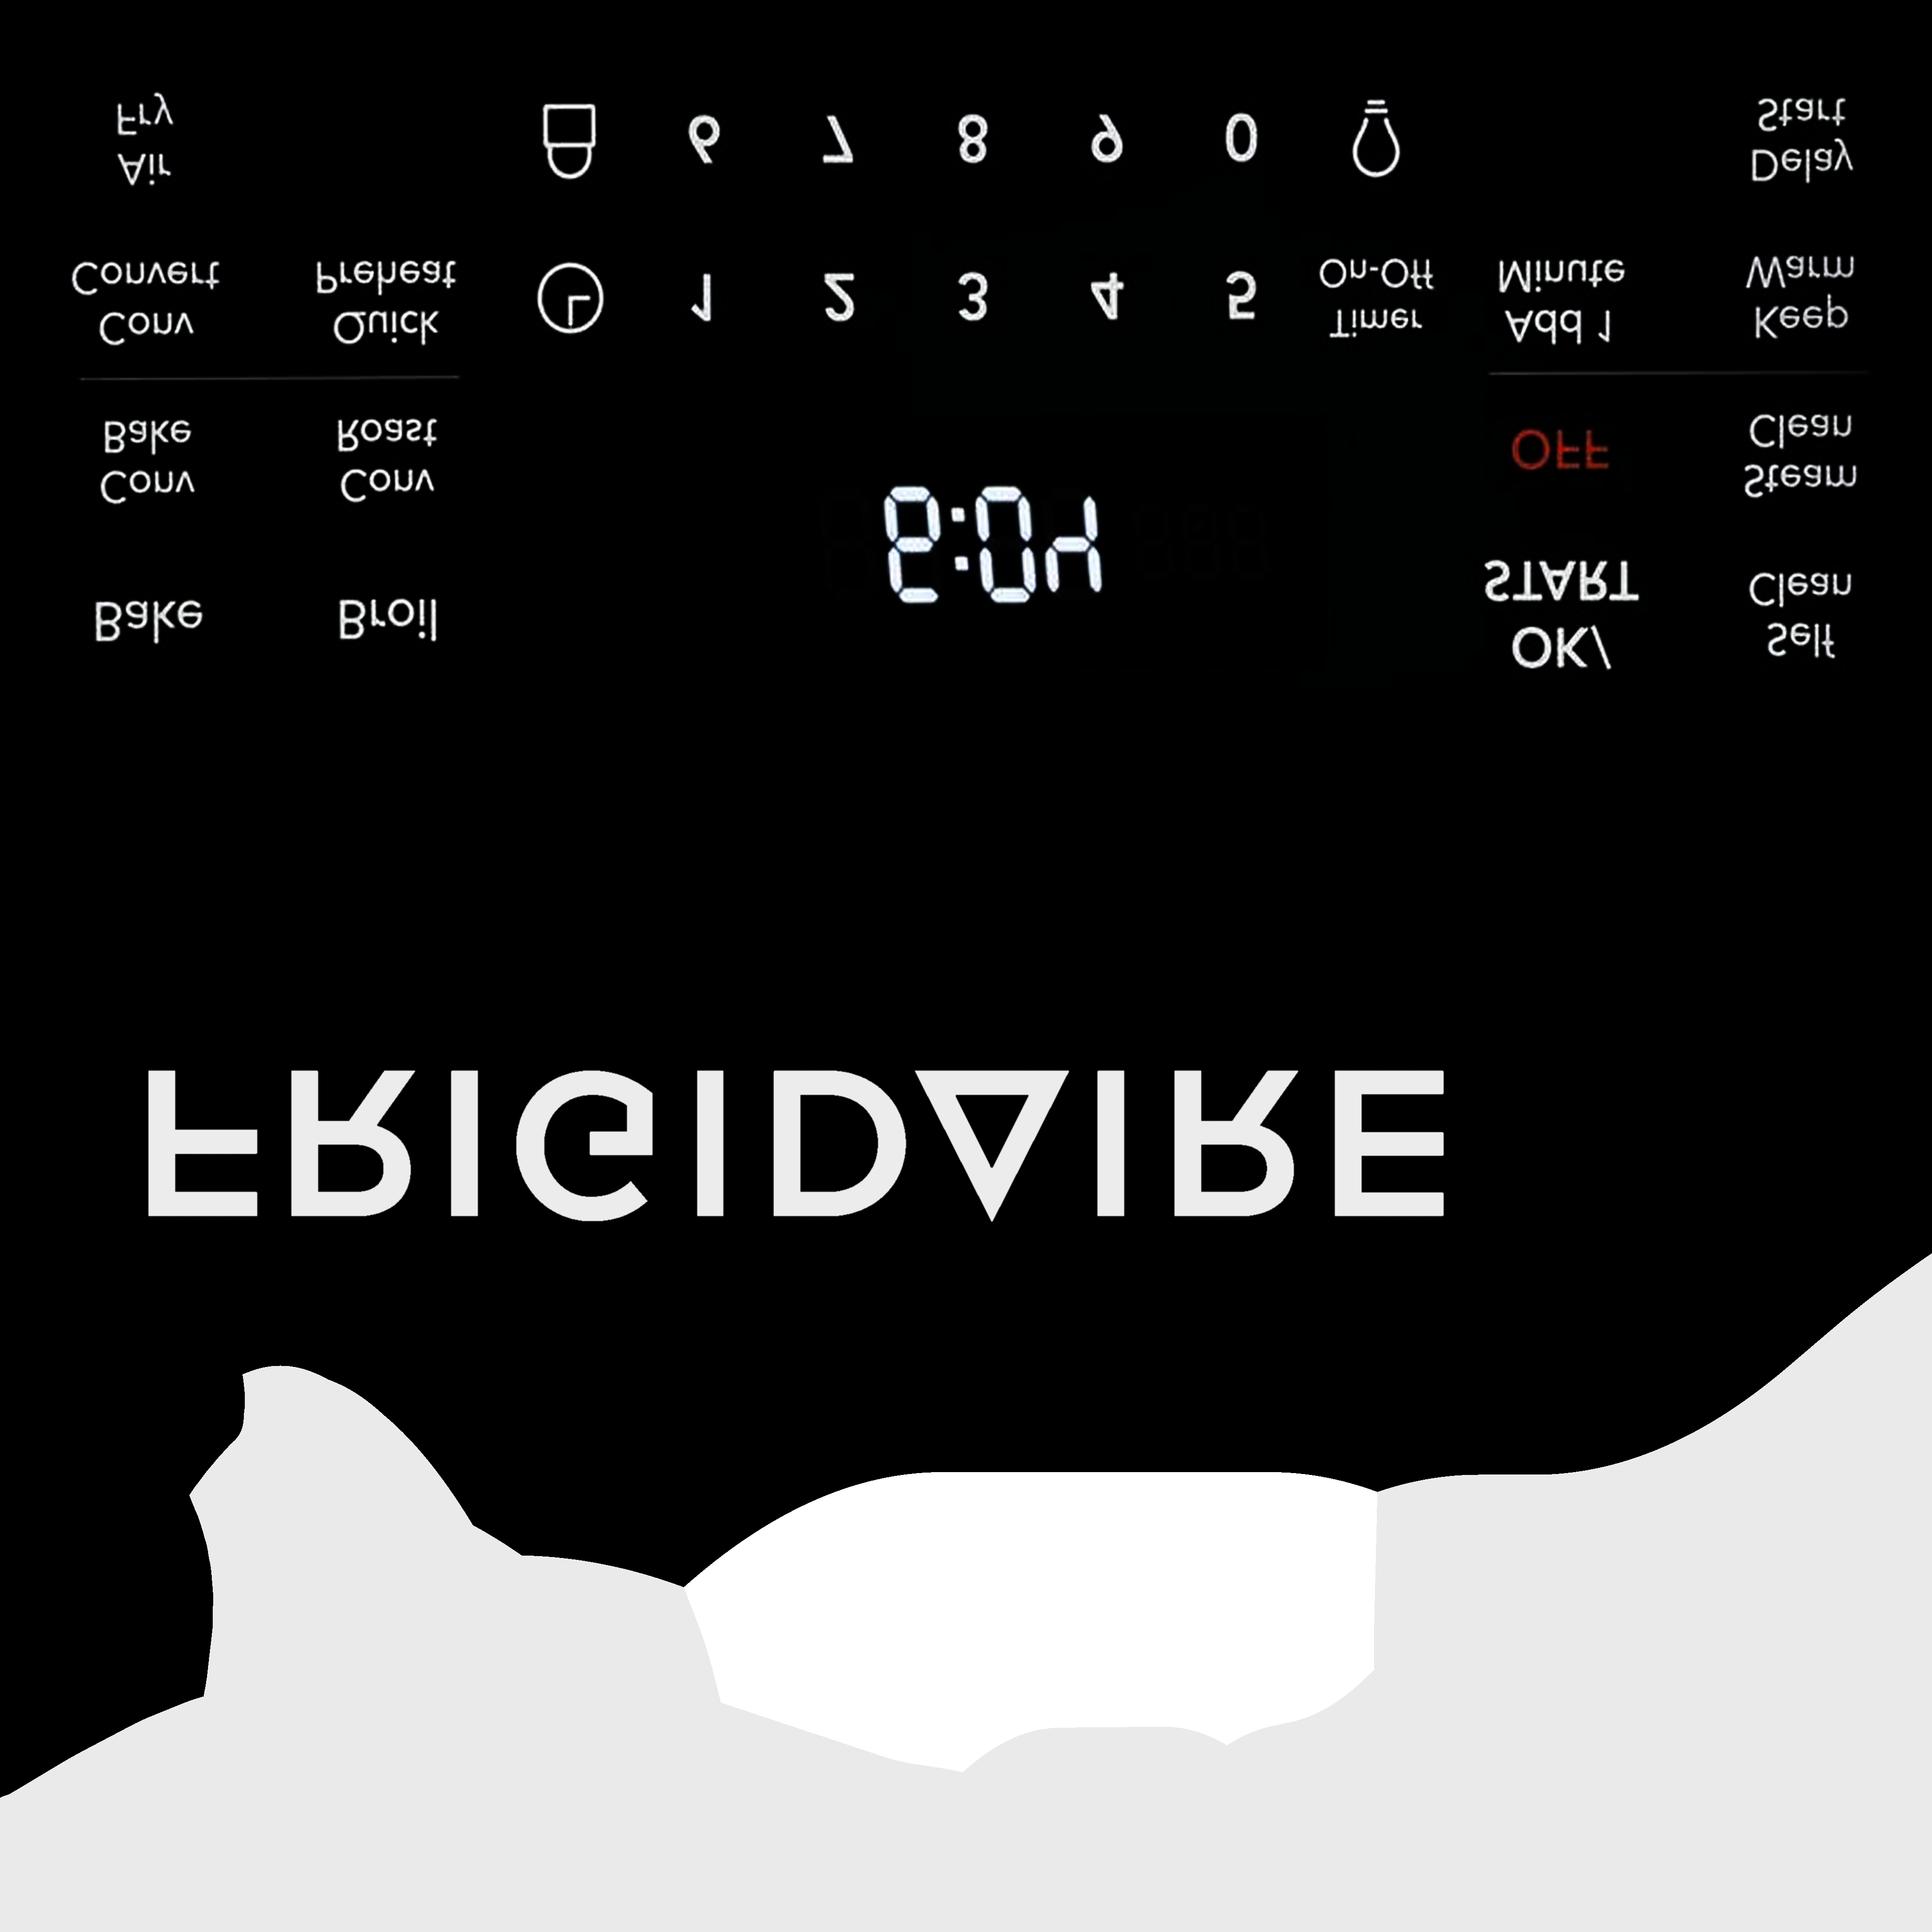 FRIGIDAIRE
Bake
Broil
6:04
OK/
START
Self
Clean
Conv
Bake
Conv
Roast
OFF
Steam
Clean
Conv
Convert
Quick
Preheat
1 2 3 4 5
Timer
On-Off
Add 1
Minute
Keep
Warm
Air
Fry
6 7 8 9 0
Delay
Start